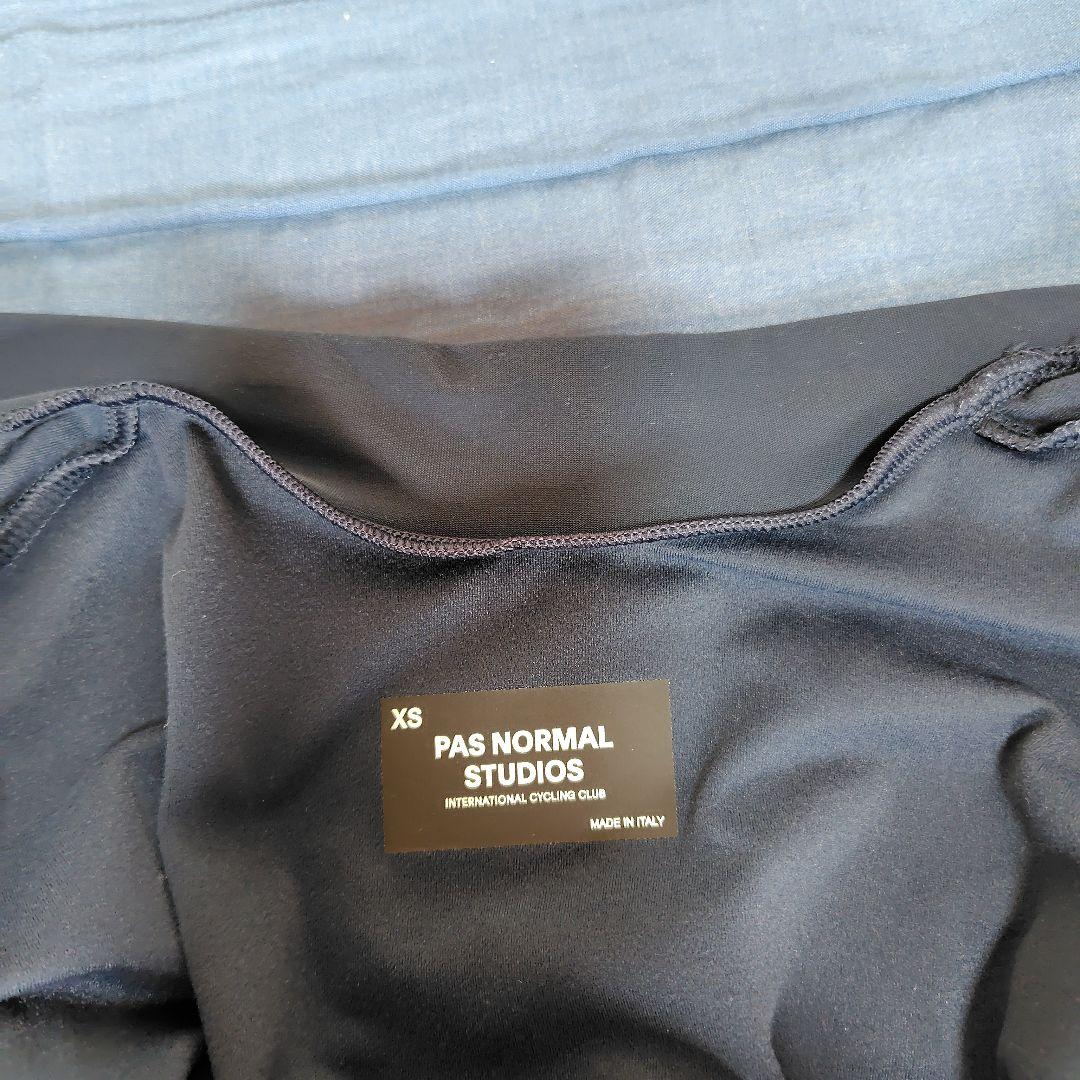 XS
PAS NORMAL
STUDIOS
INTERNATIONAL CYCLING CLUB
MADE IN ITALY